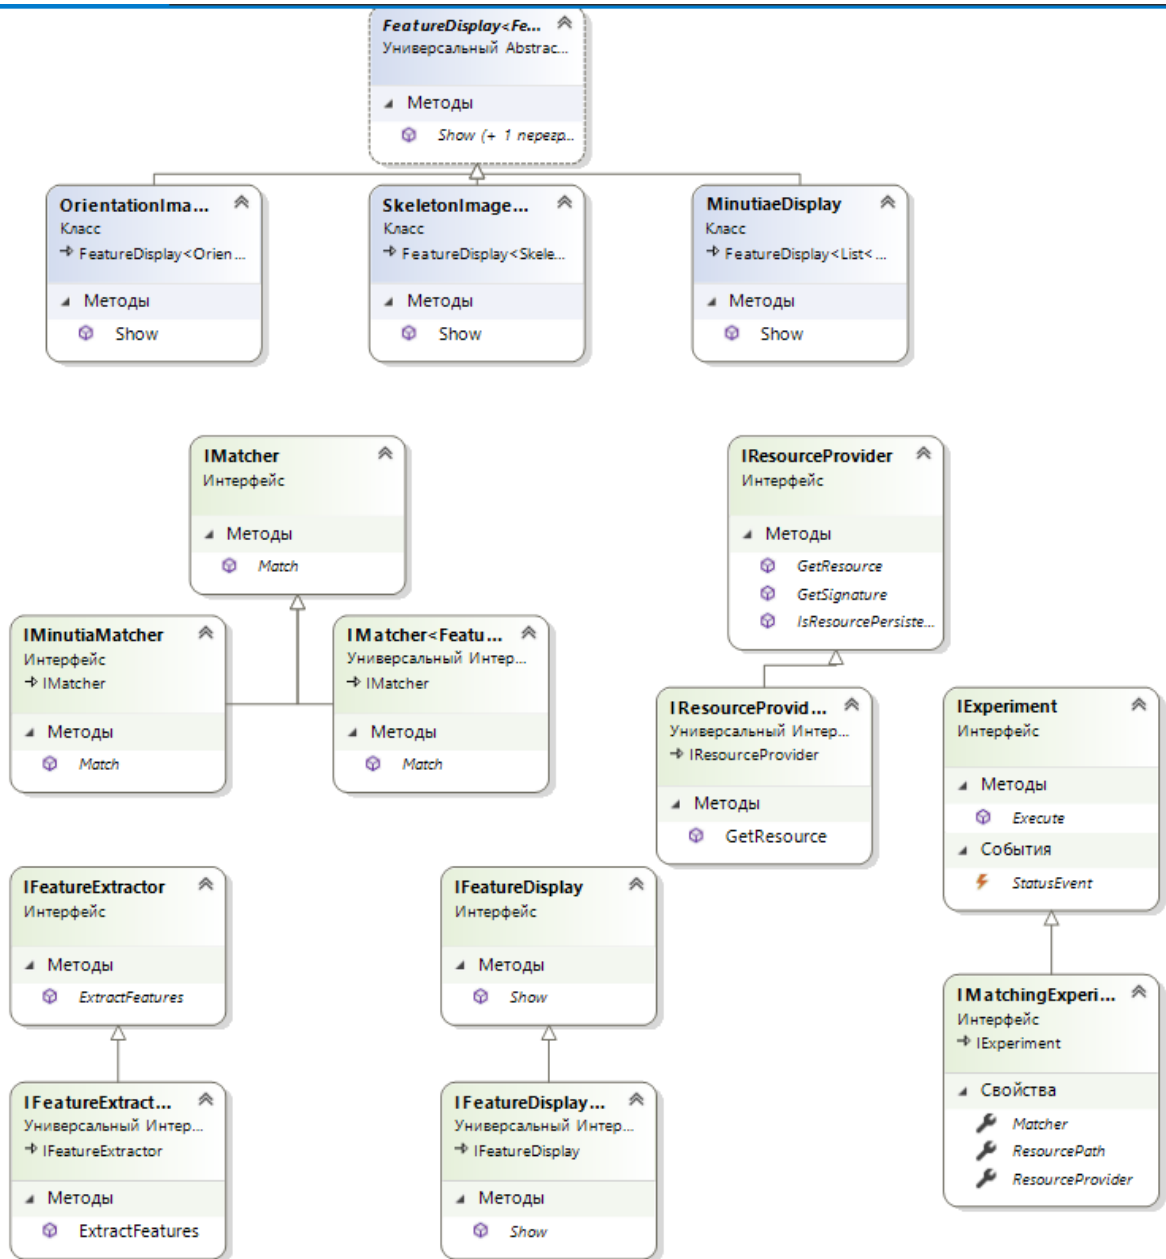 FeatureDisplay<Fe...
Универсальный Abstrac...
Методы
Show (+ 1 перегр...
OrientationIma...
Класс
FeatureDisplay<Orien...
Методы
Show
SkeletonImage...
Класс
FeatureDisplay<Skele...
Методы
Show
MinutiaeDisplay
Класс
FeatureDisplay<List<...
Методы
Show
IMatcher
Интерфейс
Методы
Match
IResourceProvider
Интерфейс
Методы
GetResource
GetSignature
IsResourcePersiste...
IMinutiaMatcher
Интерфейс
IMatcher
Методы
Match
IMatcher<Featu...
Универсальный Интер...
IMatcher
Методы
Match
IResourceProvid...
Универсальный Интер...
IResourceProvider
Методы
GetResource
IExperiment
Интерфейс
Методы
Execute
События
StatusEvent
IFeatureExtractor
Интерфейс
Методы
ExtractFeatures
IFeatureDisplay
Интерфейс
Методы
Show
IMatchingExperi...
Интерфейс
IExperiment
Свойства
Matcher
ResourcePath
ResourceProvider
IFeatureExtract...
Универсальный Интер...
IFeatureExtractor
Методы
ExtractFeatures
IFeatureDisplay...
Универсальный Интер...
IFeatureDisplay
Методы
Show